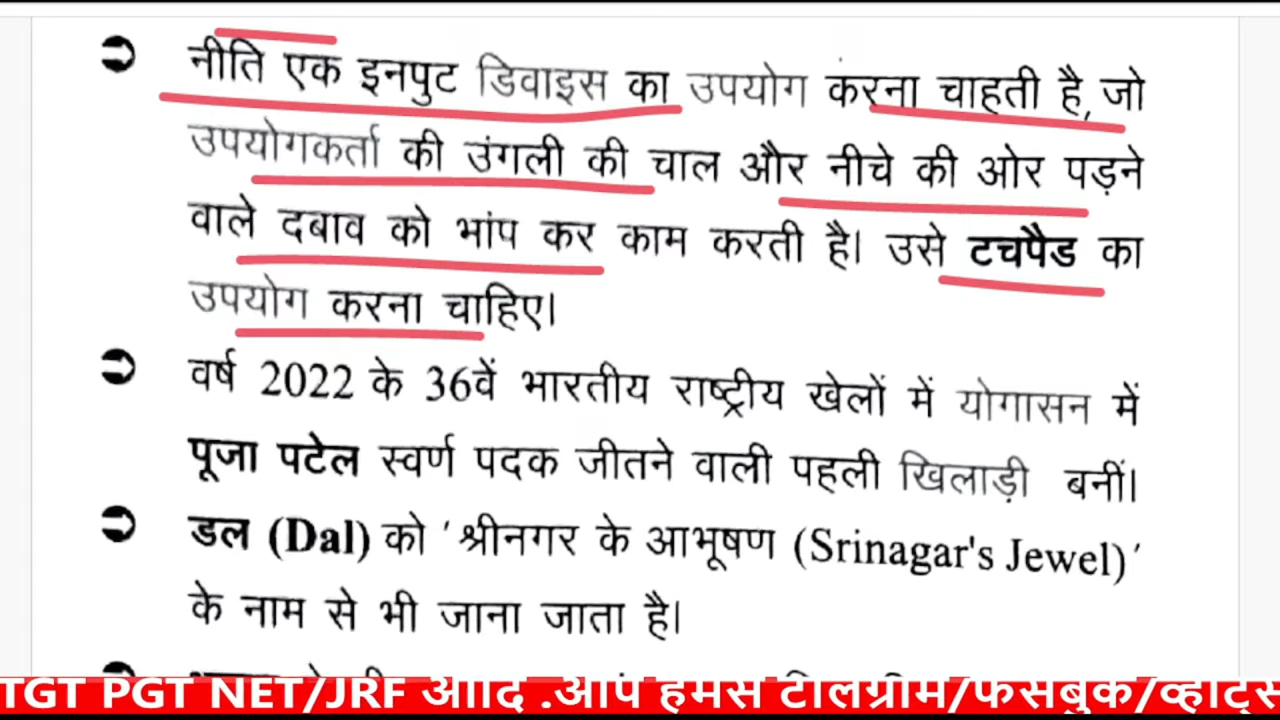 नीति एक इनपुट डिवाइस का उपयोग करना चाहती है, जो
उपयोगकर्ता की उंगली की चाल और नीचे की ओर पड़ने
वाले दबाव को भांप कर काम करती है। उसे टचपैड का
उपयोग करना चाहिए।
वर्ष 2022 के 36वें भारतीय राष्ट्रीय खेलों में योगासन में
पूजा पटेल स्वर्ण पदक जीतने वाली पहली खिलाड़ी बनीं।
डल (Dal) को 'श्रीनगर के आभूषण (Srinagar's Jewel)'
के नाम से भी जाना जाता है।
TGT PGT NET/JRF आदि .आप हमसे टेलिग्राम/फेसबुक/व्हाट्स